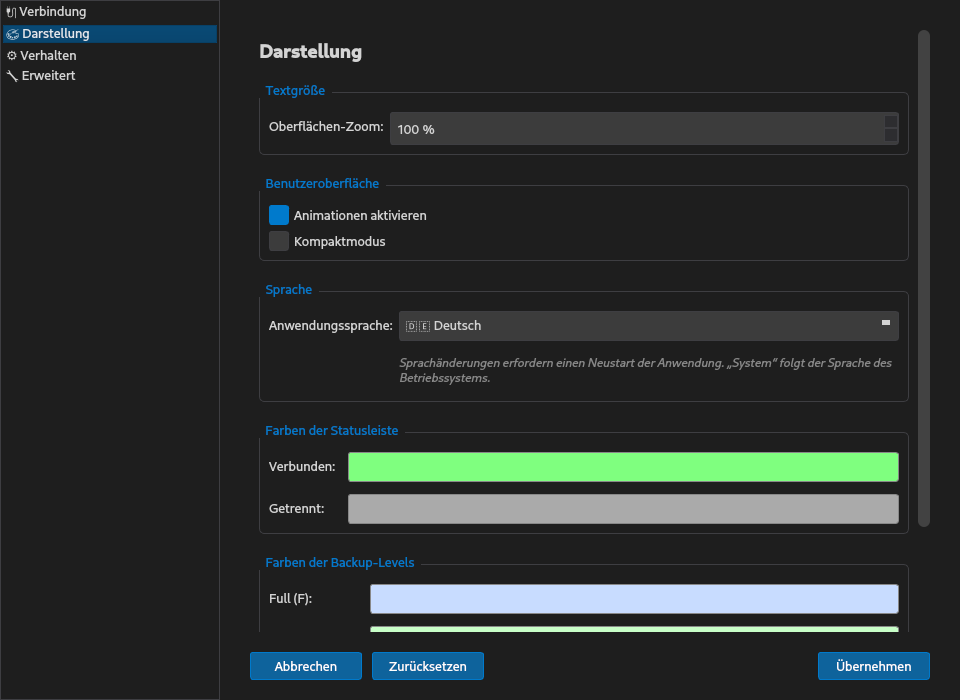 Verbindung
Darstellung
Verhalten
Erweitert
Darstellung
Textgröße
Oberflächen-Zoom: 100 %
Benutzeroberfläche
Animationen aktivieren
Kompaktmodus
Sprache
Anwendungssprache: 🇩🇪 Deutsch
Sprachänderungen erfordern einen Neustart der Anwendung. „System“ folgt der Sprache des
Betriebssystems.
Farben der Statusleiste
Verbunden:
Getrennt:
Farben der Backup-Levels
Full (F):
Abbrechen Zurücksetzen Übernehmen